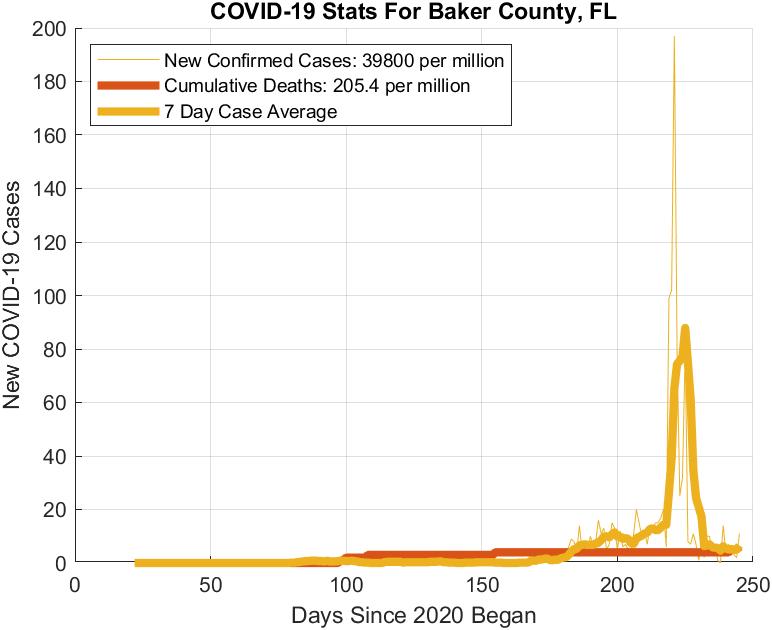 COVID-19 Stats For Baker County, FL
New Confirmed Cases: 39800 per million
Cumulative Deaths: 205.4 per million
7 Day Case Average
200
180
160
140
120
100
80
60
40
20
0
New COVID-19 Cases
0 50 100 150 200 250
Days Since 2020 Began